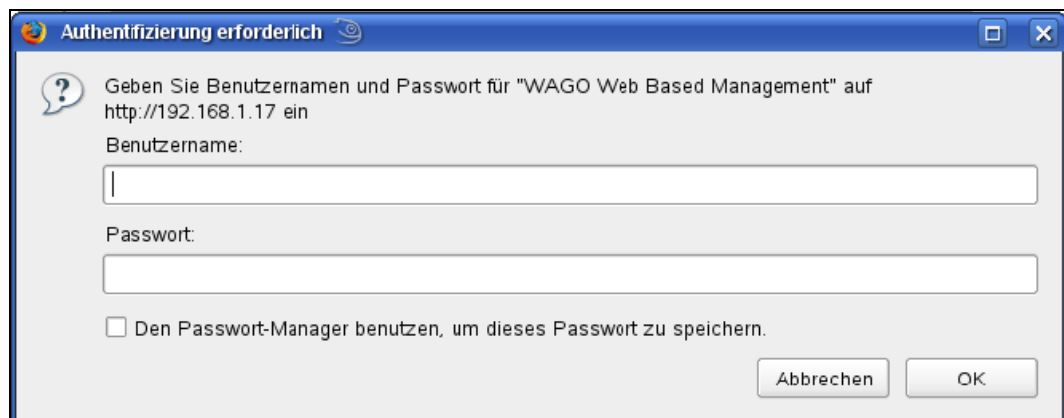 Authentifizierung erforderlich
Geben Sie Benutzernamen und Passwort für "WAGO Web Based Management" auf
http://192.168.1.17 ein
Benutzername:
Passwort:
Den Passwort-Manager benutzen, um dieses Passwort zu speichern.
Abbrechen
OK